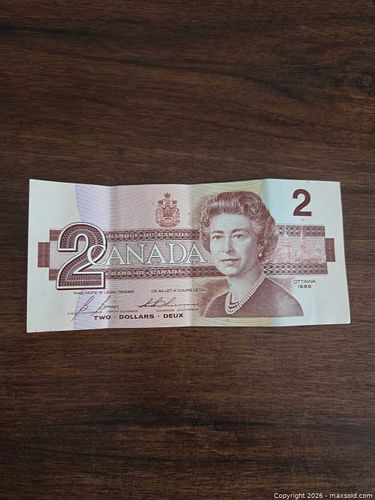 2
BANQUE DU CANADA
2 CANADA
BANK OF CANADA
THIS NOTE IS LEGAL TENDER
CE BILLET A COURS LÉGAL
OTTAWA
1986
TWO • DOLLARS • DEUX
Copyright 2026 - maxsold.com